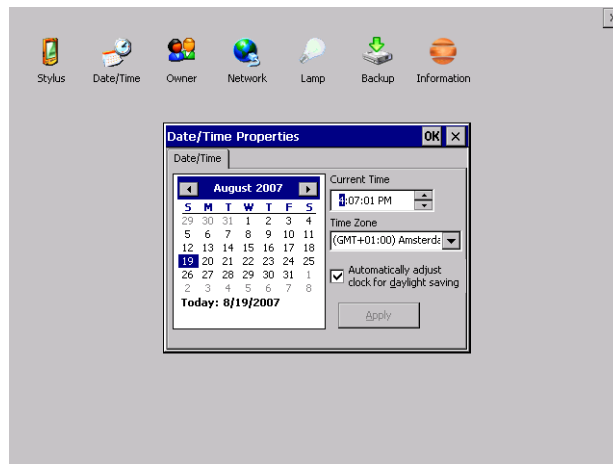 Stylus Date/Time Owner Network Lamp Backup Information
Date/Time Properties OK
Date/Time
August 2007
S M T W T F S
29 30 31 1 2 3 4
5 6 7 8 9 10 11
12 13 14 15 16 17 18
19 20 21 22 23 24 25
26 27 28 29 30 31 1
2 3 4 5 6 7 8
Today: 8/19/2007
Current Time
4:07:01 PM
Time Zone
(GMT+01:00) Amsterda
Automatically adjust
clock for daylight saving
Apply